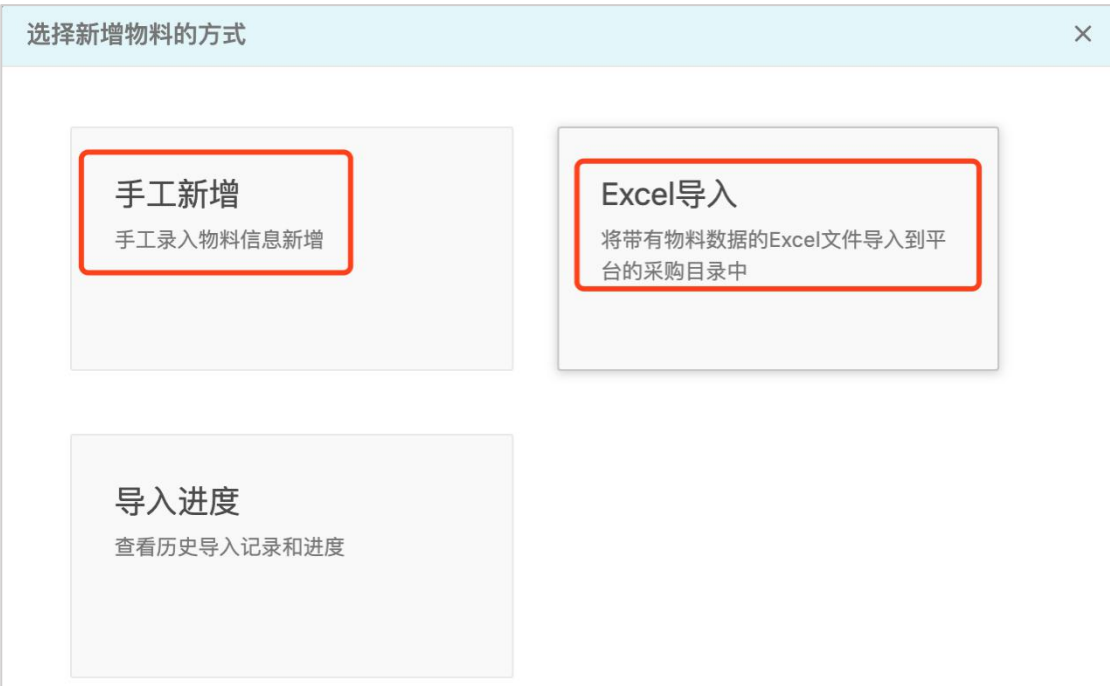 选择新增物料的方式
手工新增
手工录入物料信息新增
Excel导入
将带有物料数据的Excel文件导入到平
台的采购目录中
导入进度
查看历史导入记录和进度